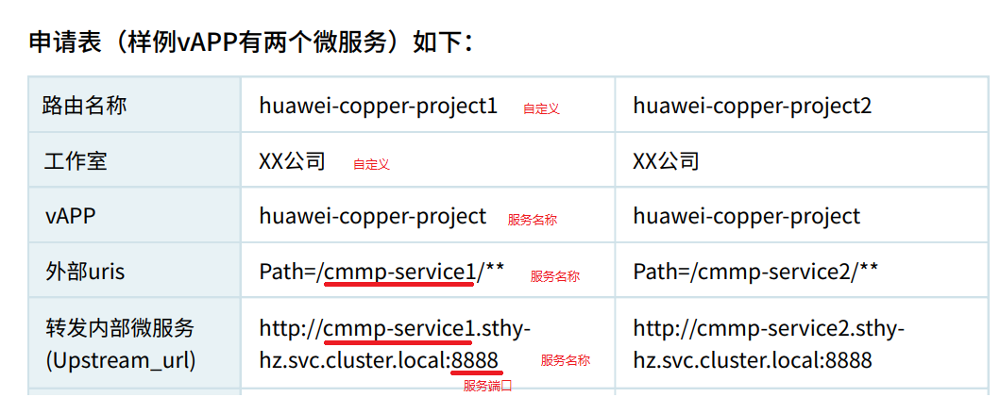 申请表（样例vAPP有两个微服务）如下：
路由名称 huawei-copper-project1 自定义 huawei-copper-project2
工作室 XX公司 自定义 XX公司
vAPP huawei-copper-project 服务名称 huawei-copper-project
外部uris Path=/cmmp-service1/** 服务名称 Path=/cmmp-service2/**
转发内部微服务 http://cmmp-service1.sthy- http://cmmp-service2.sthy-
(Upstream_url) hz.svc.cluster.local:8888 服务名称 hz.svc.cluster.local:8888
服务端口